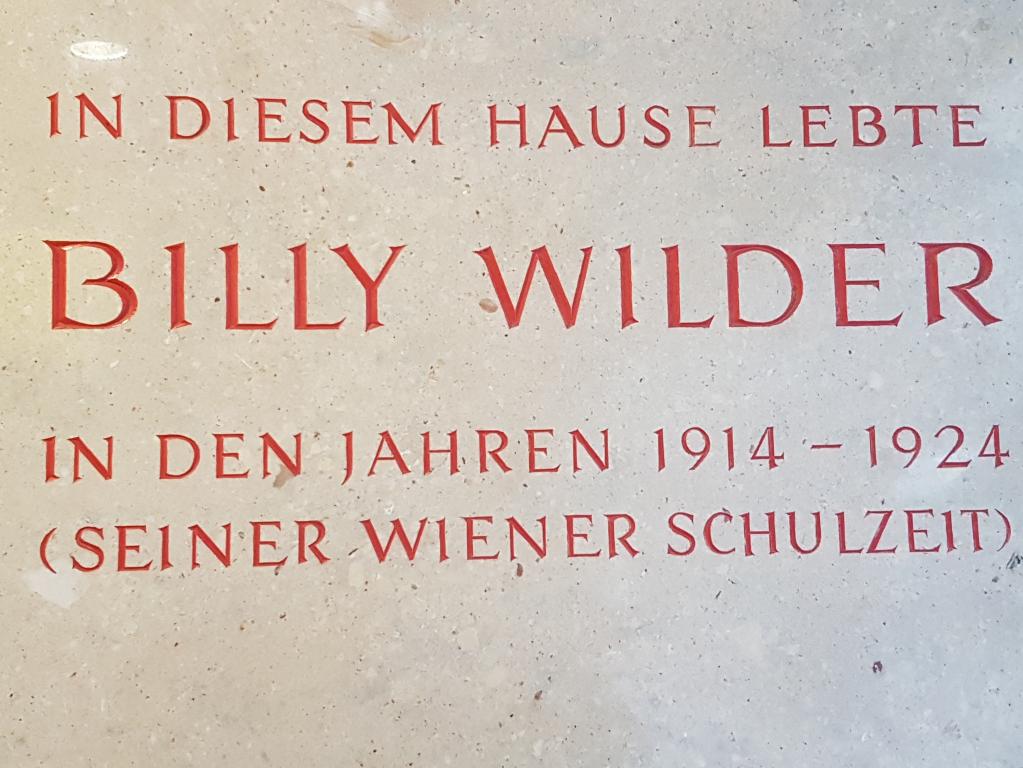 IN DIESEM HAUSE LEBTE
BILLY WILDER
IN DEN JAHREN 1914 – 1924
(SEINER WIENER SCHULZEIT)